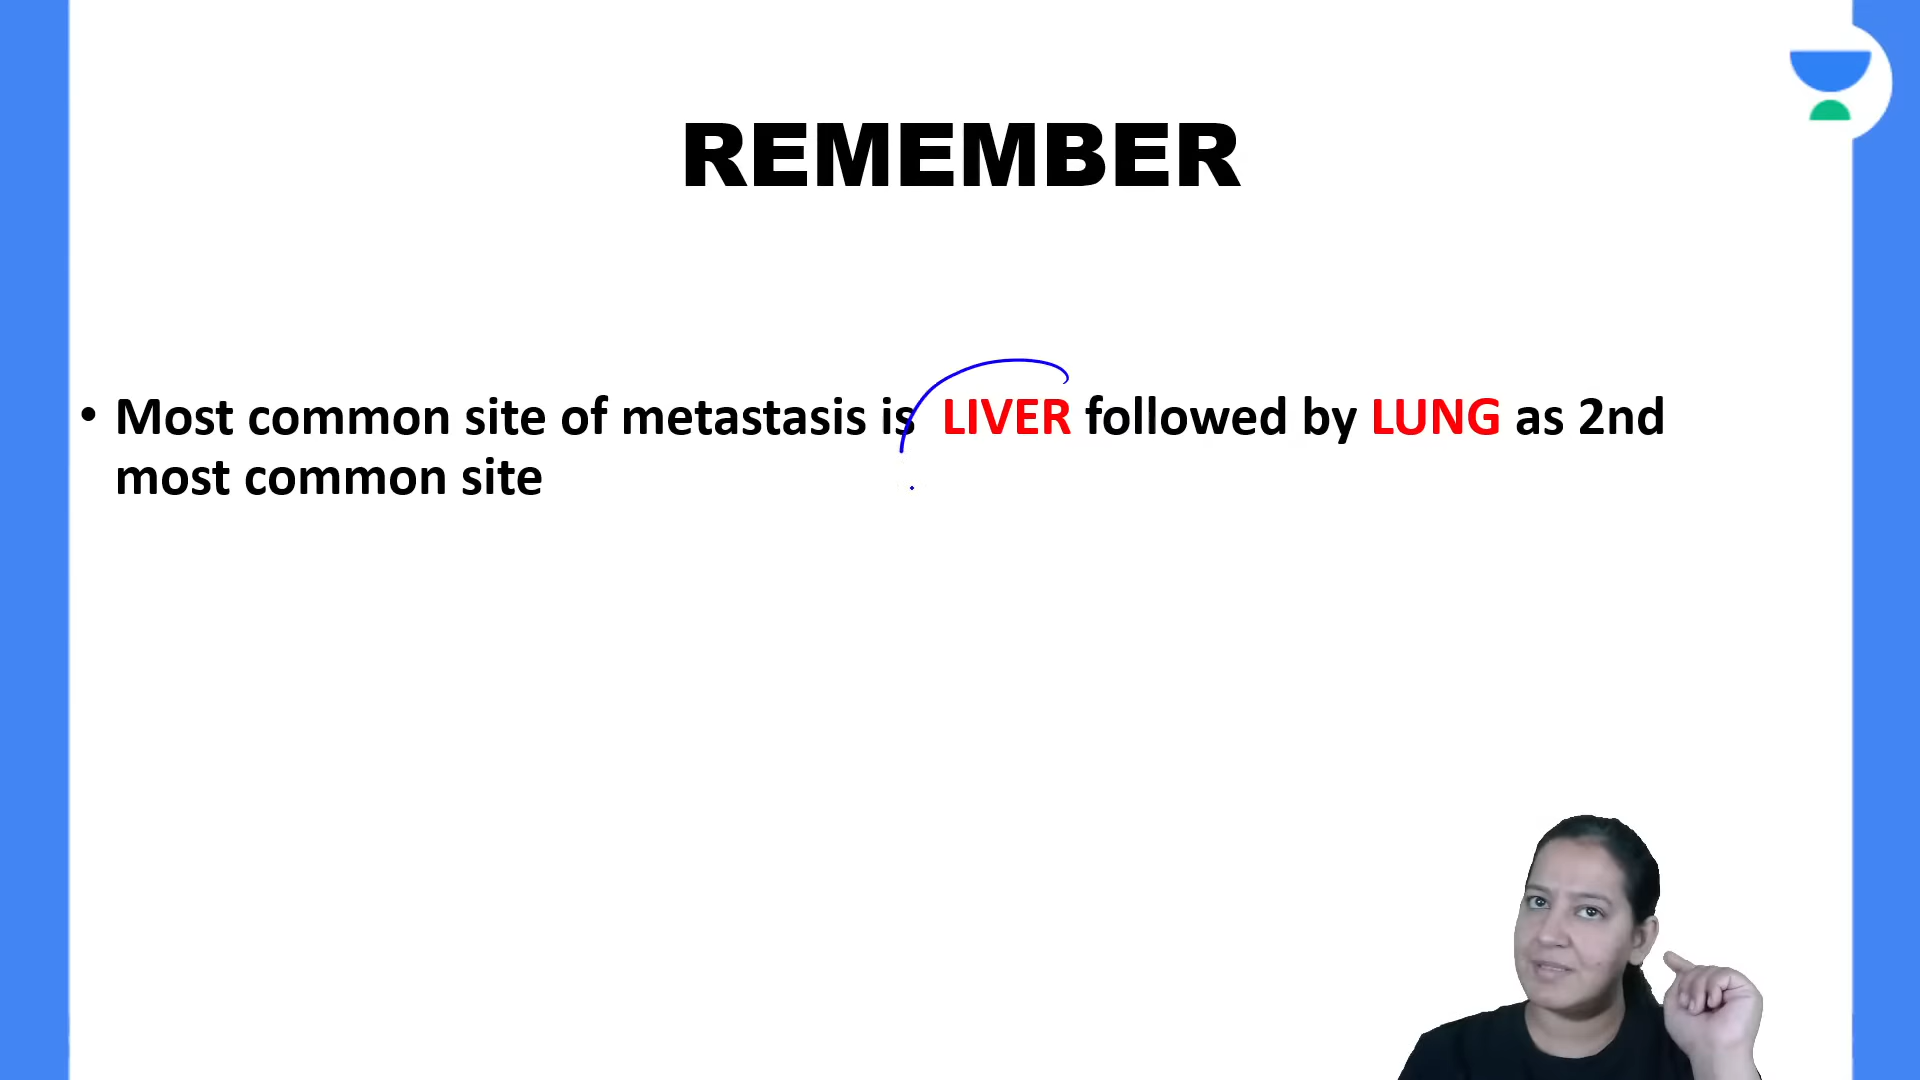 REMEMBER
• Most common site of metastasis is LIVER followed by LUNG as 2nd
most common site